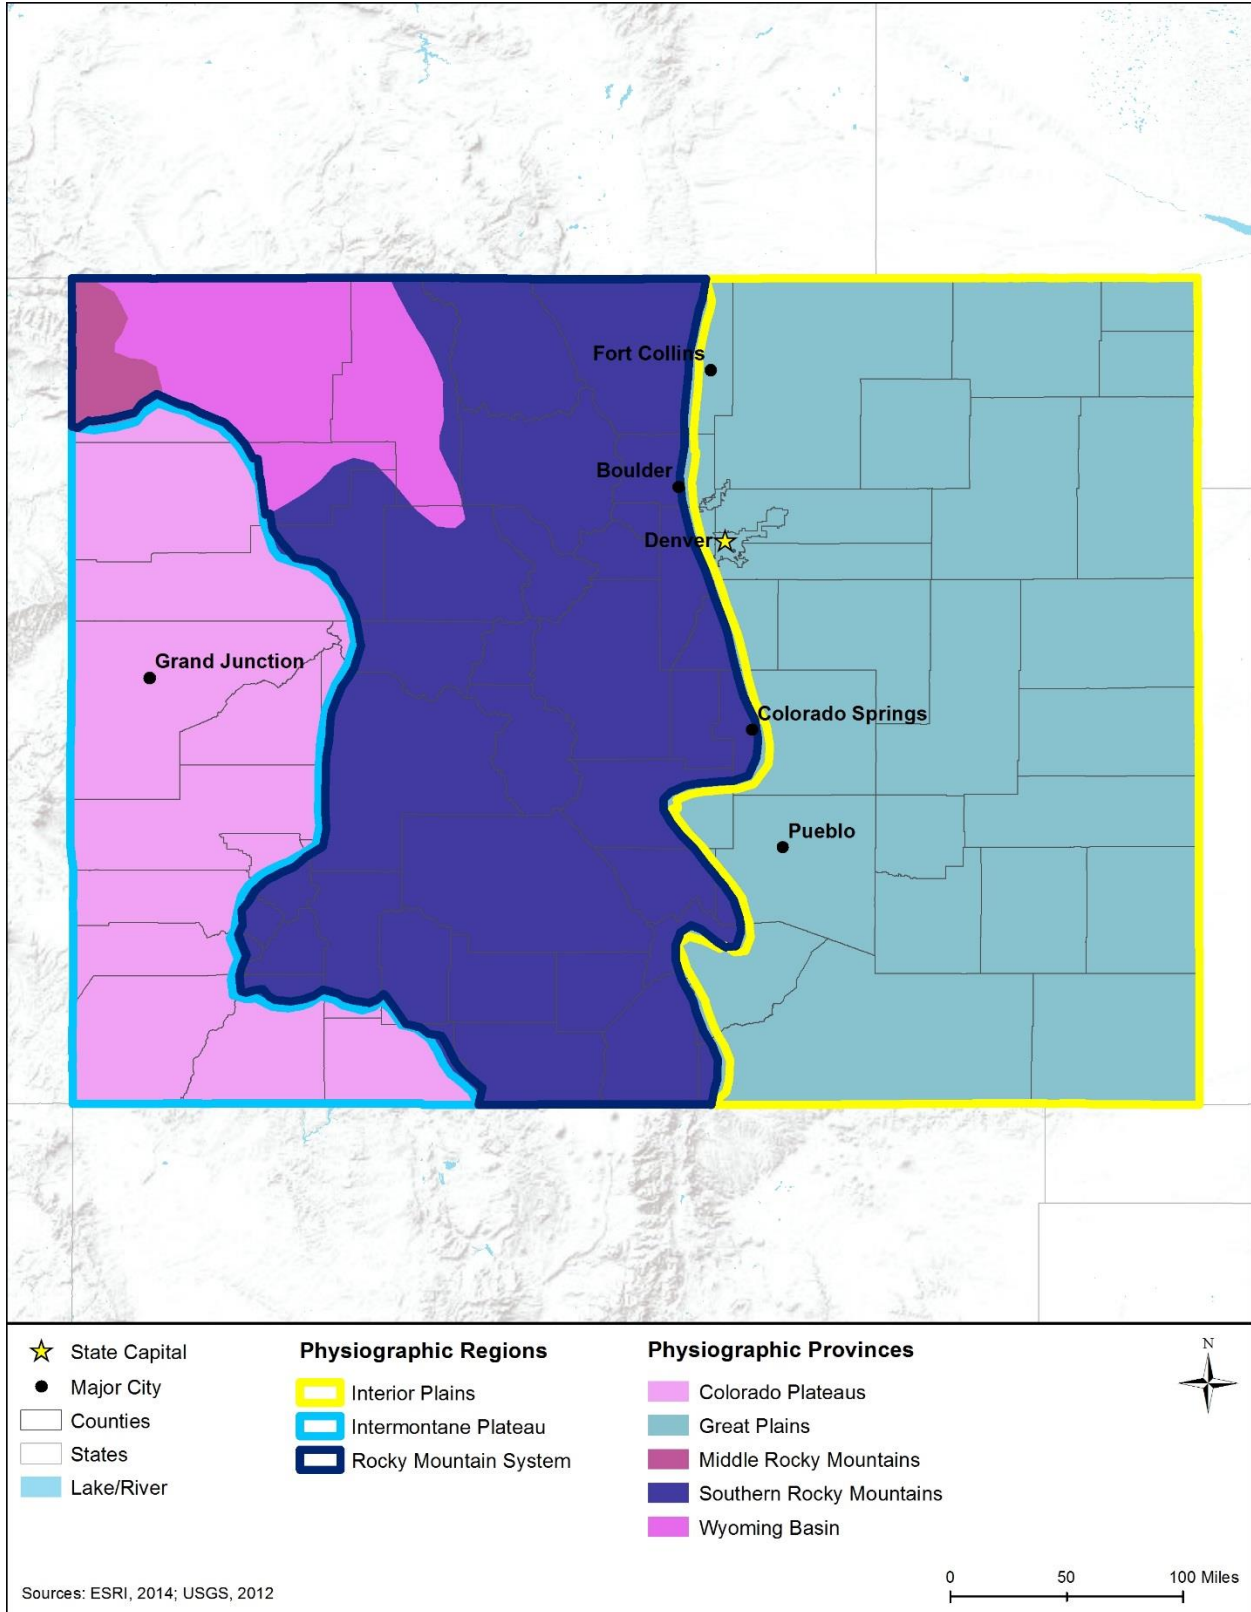 Fort Collins
Boulder
Denver
Grand Junction
Colorado Springs
Pueblo
State Capital
Major City
Counties
States
Lake/River
Physiographic Regions
Interior Plains
Intermontane Plateau
Rocky Mountain System
Physiographic Provinces
Colorado Plateaus
Great Plains
Middle Rocky Mountains
Southern Rocky Mountains
Wyoming Basin
N
0 50 100 Miles
Sources: ESRI, 2014; USGS, 2012